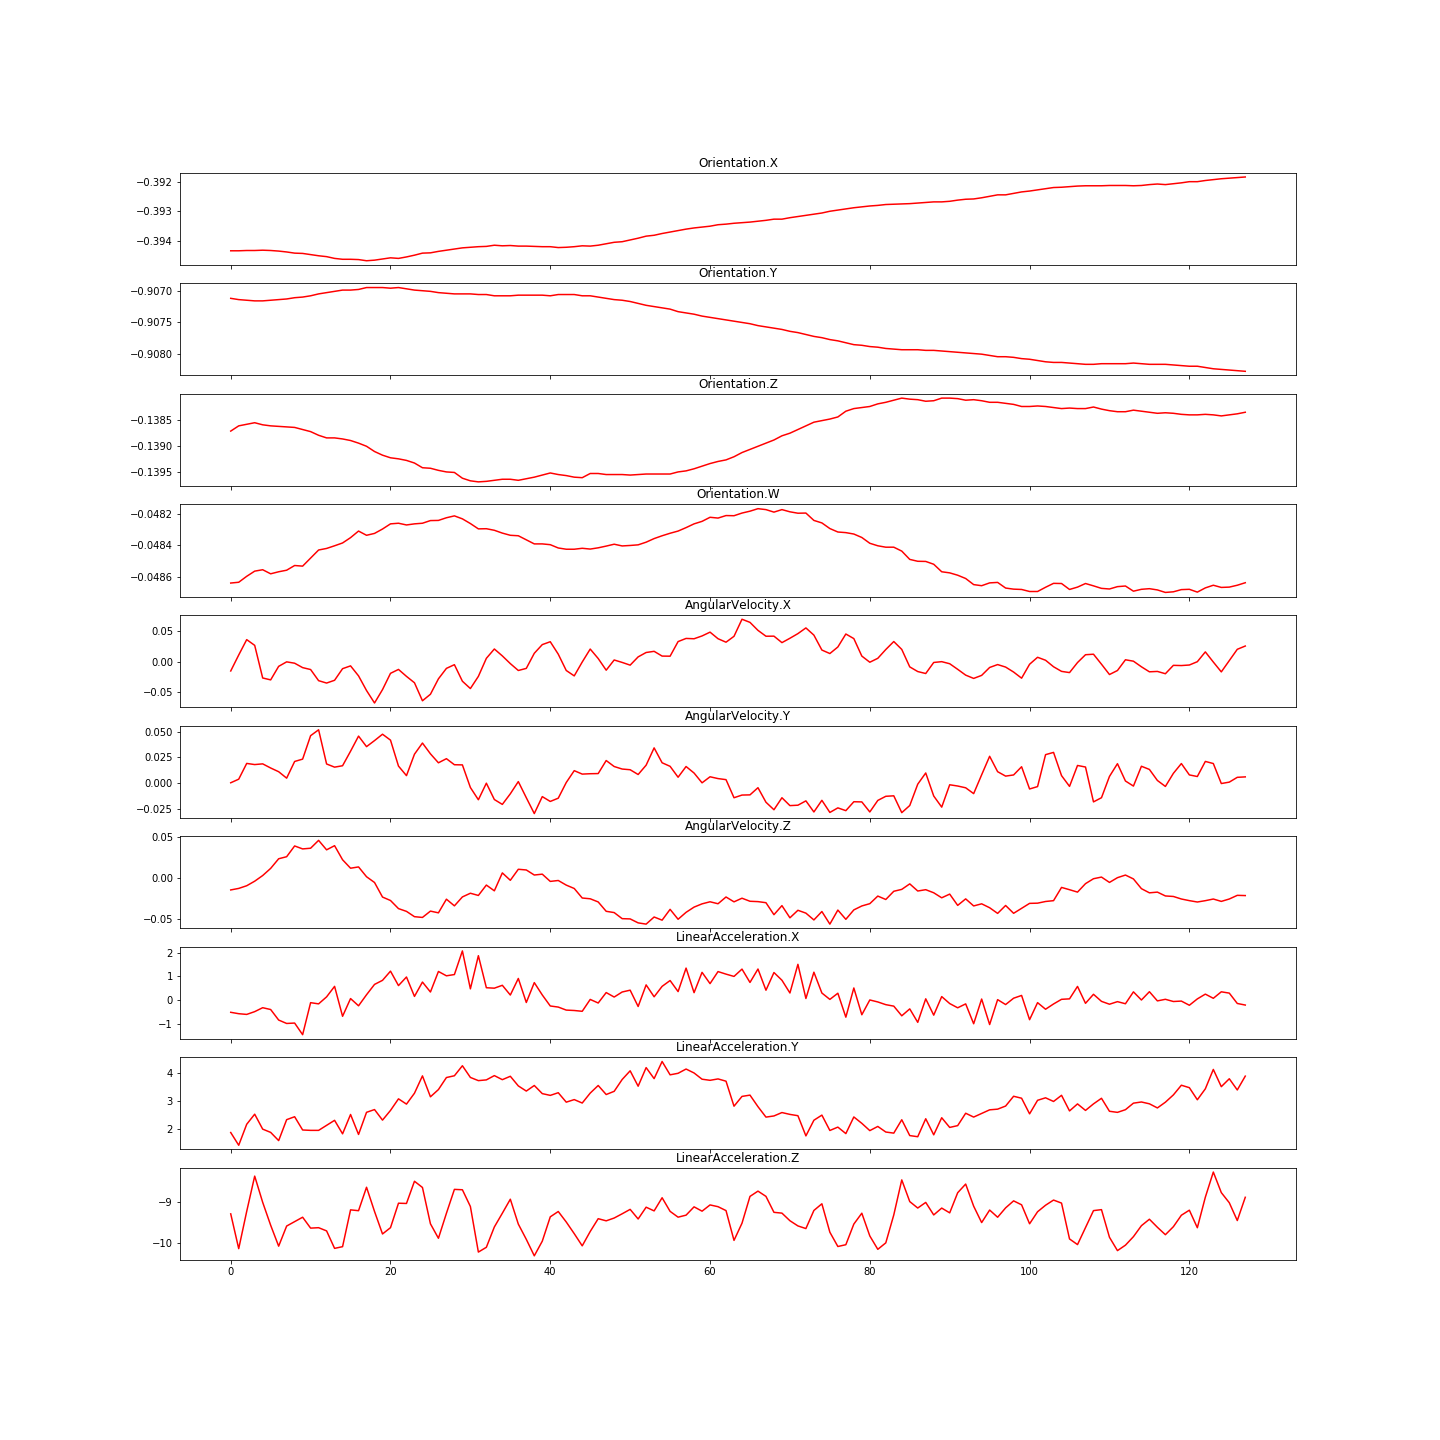 Orientation.X
−0.392
−0.393
−0.394
Orientation.Y
−0.9070
−0.9075
−0.9080
Orientation.Z
−0.1385
−0.1390
−0.1395
Orientation.W
−0.0482
−0.0484
−0.0486
AngularVelocity.X
0.05
0.00
−0.05
AngularVelocity.Y
0.050
0.025
0.000
−0.025
AngularVelocity.Z
0.05
0.00
−0.05
LinearAcceleration.X
2
1
0
−1
LinearAcceleration.Y
4
3
2
LinearAcceleration.Z
−9
−10
0 20 40 60 80 100 120